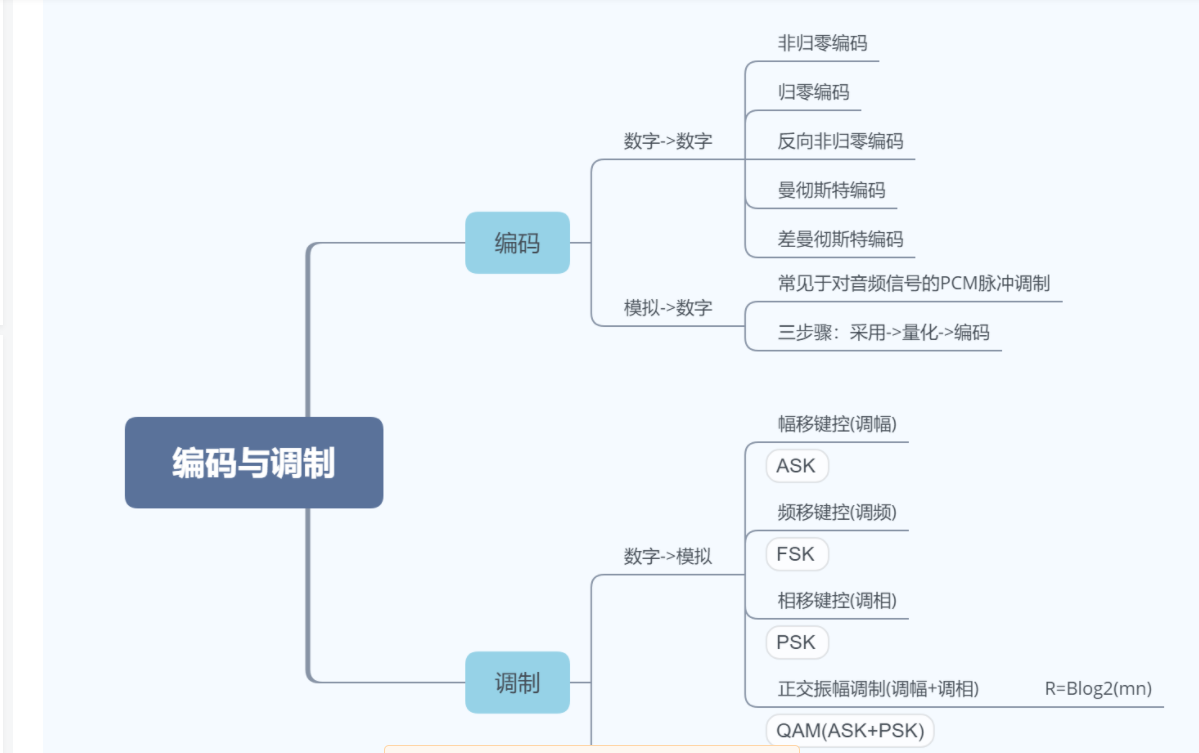 编码与调制
编码
数字->数字
非归零编码
归零编码
反向非归零编码
曼彻斯特编码
差曼彻斯特编码
模拟->数字
常见于对音频信号的PCM脉冲调制
三步骤：采用->量化->编码
调制
数字->模拟
幅移键控(调幅)
ASK
频移键控(调频)
FSK
相移键控(调相)
PSK
正交振幅调制(调幅+调相) R=Blog2(mn)
QAM(ASK+PSK)